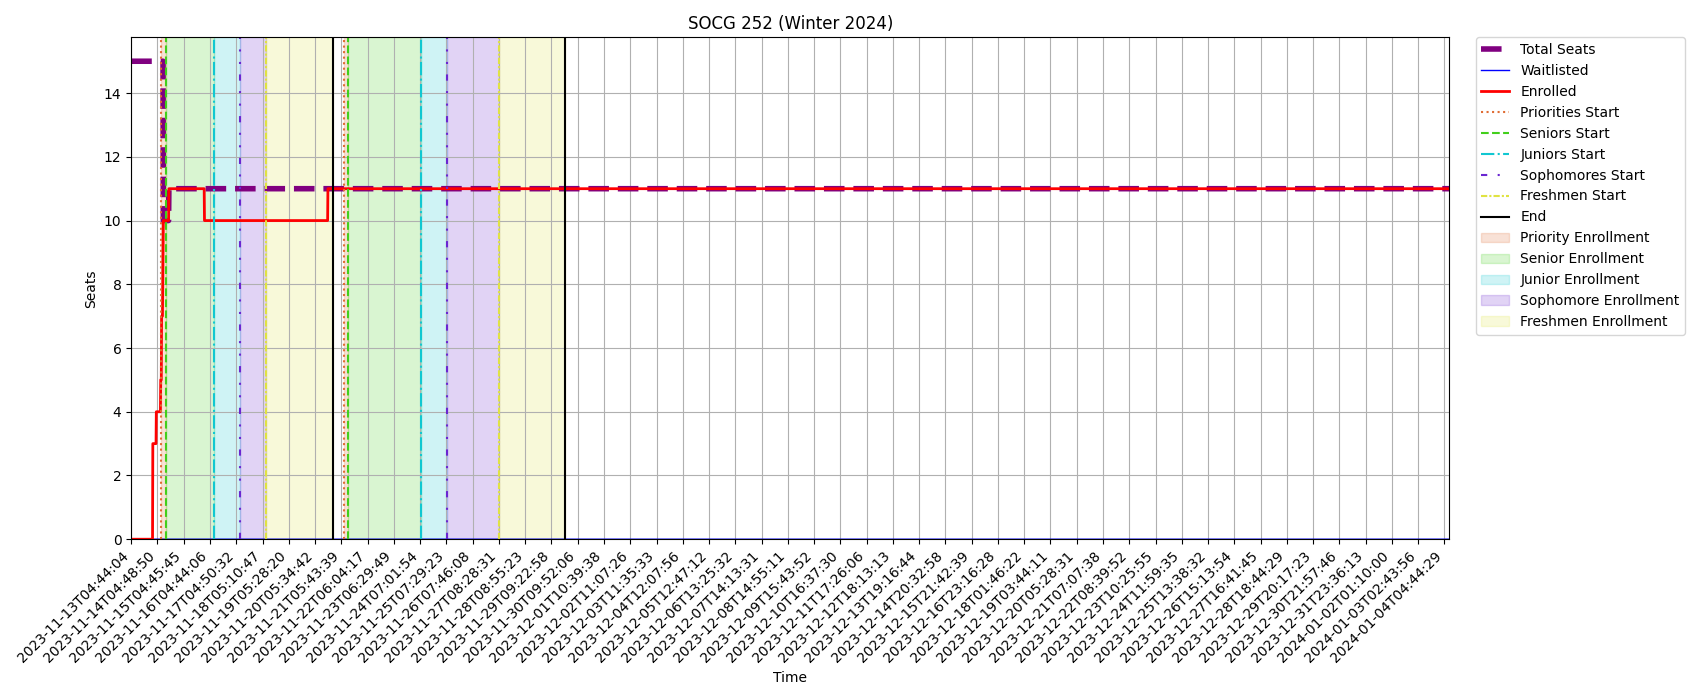 SOCG 252 (Winter 2024)
Seats
14
12
10
8
6
4
2
0
2023-11-13T04:44:04
2023-11-14T04:48:50
2023-11-15T04:45:45
2023-11-16T04:44:06
2023-11-17T04:50:32
2023-11-18T05:10:47
2023-11-19T05:28:20
2023-11-20T05:34:42
2023-11-21T05:43:39
2023-11-22T06:04:17
2023-11-23T06:29:49
2023-11-24T07:01:54
2023-11-25T07:29:23
2023-11-26T07:46:08
2023-11-27T08:28:31
2023-11-28T08:55:23
2023-11-29T09:22:58
2023-11-30T09:52:06
2023-12-01T10:39:38
2023-12-02T11:07:26
2023-12-03T11:35:33
2023-12-04T12:07:56
2023-12-05T12:47:12
2023-12-06T13:25:32
2023-12-07T14:13:31
2023-12-08T14:55:11
2023-12-09T15:43:52
2023-12-10T16:37:30
2023-12-11T17:26:06
2023-12-12T18:13:13
2023-12-13T19:16:44
2023-12-14T20:32:58
2023-12-15T21:42:39
2023-12-16T23:16:28
2023-12-18T01:46:22
2023-12-19T03:44:11
2023-12-20T05:28:31
2023-12-21T07:07:38
2023-12-22T08:39:52
2023-12-23T10:25:55
2023-12-24T11:59:35
2023-12-25T13:38:32
2023-12-26T15:13:54
2023-12-27T16:41:45
2023-12-28T18:44:29
2023-12-29T20:17:23
2023-12-30T21:57:46
2023-12-31T23:36:13
2024-01-02T01:10:00
2024-01-03T02:43:56
2024-01-04T04:44:29
Time
Total Seats
Waitlisted
Enrolled
Priorities Start
Seniors Start
Juniors Start
Sophomores Start
Freshmen Start
End
Priority Enrollment
Senior Enrollment
Junior Enrollment
Sophomore Enrollment
Freshmen Enrollment